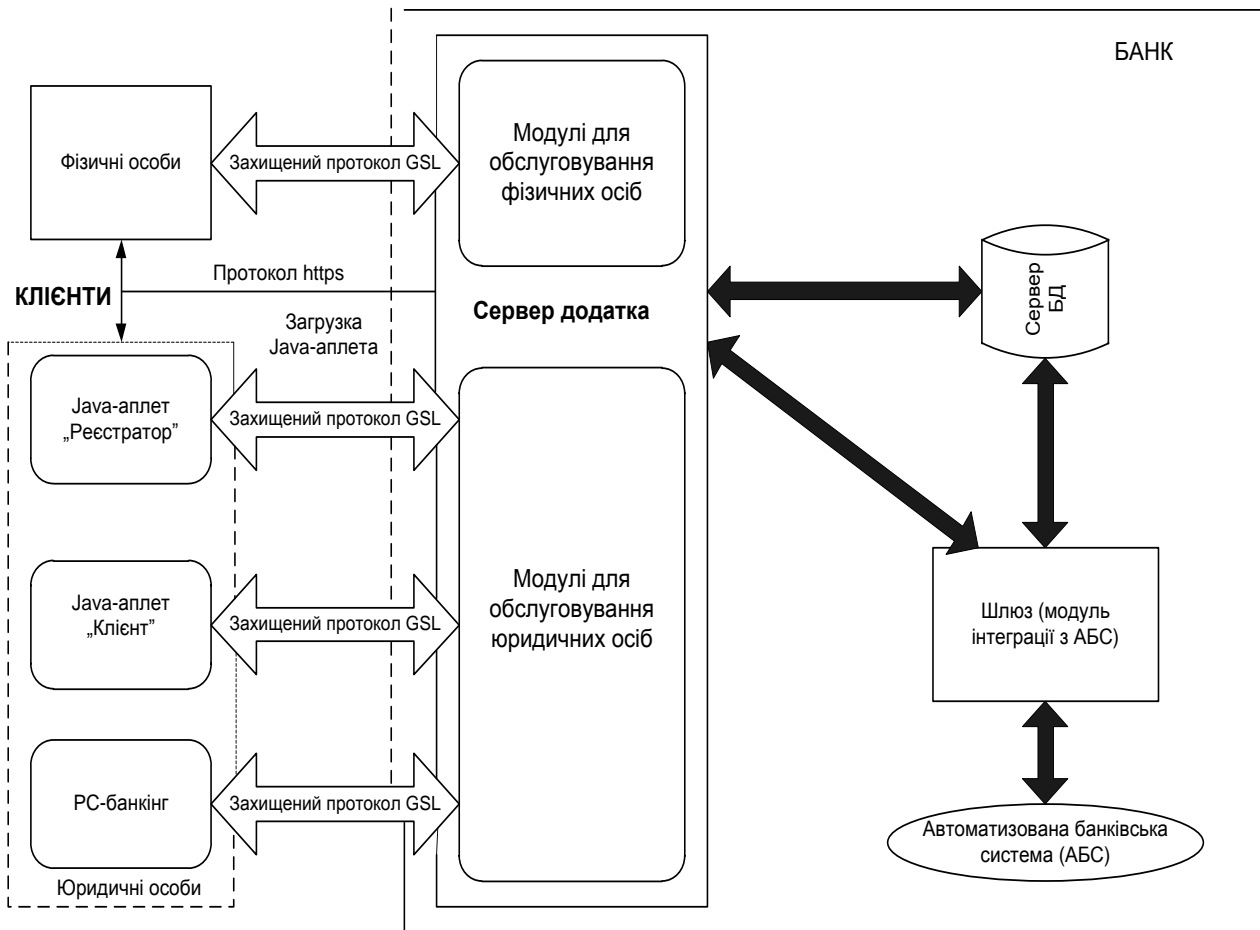 БАНК
Фізичні особи
Захищений протокол GSL
Модулі для
обслуговування
фізичних осіб
Протокол https
КЛІЄНТИ
Загрузка
Java-аплета
Сервер додатка
Сервер
БД
Java-аплет
„Реєстратор”
Захищений протокол GSL
Java-аплет
„Клієнт”
Захищений протокол GSL
Модулі для
обслуговування
юридичних осіб
Шлюз (модуль
інтеграції з АБС)
PC-банкінг
Захищений протокол GSL
Юридичні особи
Автоматизована банківська
система (АБС)